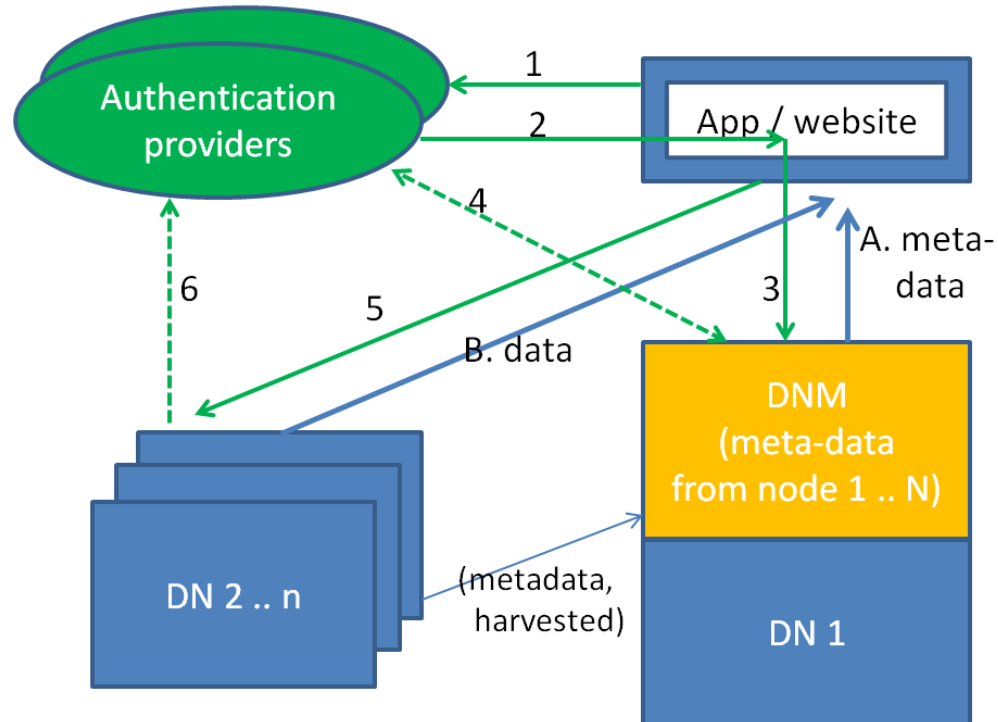 1
Authentication
providers
2
App / website
4
A. meta-
data
6
5
3
B. data
DNM
(meta-data
from node 1 .. N)
(metadata,
harvested)
DN 2 .. n
DN 1